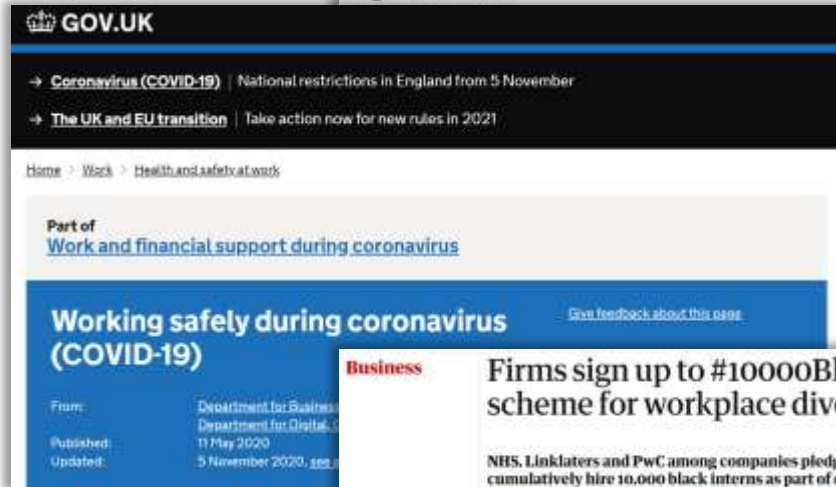 GOV.UK
→ Coronavirus (COVID-19) | National restrictions in England from 5 November
→ The UK and EU transition | Take action now for new rules in 2021
Home > Work > Health and safety at work
Part of
Work and financial support during coronavirus
Working safely during coronavirus
(COVID-19)
Give feedback about this page
From: Department for Business
Department for Digital,
Published: 11 May 2020
Updated: 5 November 2020, see
Business
Firms sign up to #10000Bl
scheme for workplace dive
NHS, Linklaters and PwC among companies pledg
cumulatively hire 10,000 black interns as part of